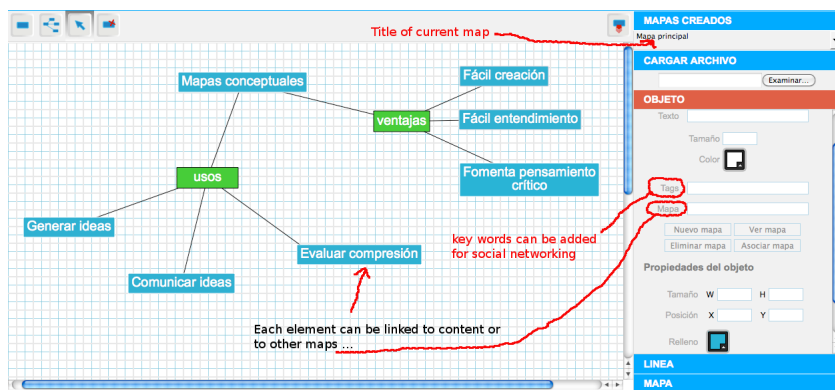 Title of current map
Mapas conceptuales
Fácil creación
ventajas
Fácil entendimiento
Fomenta pensamiento
crítico
usos
Generar ideas
Evaluar compresión
Comunicar ideas
key words can be added
for social networking
Each element can be linked to content or
to other maps ...
MAPAS CREADOS
Mapa principal
CARGAR ARCHIVO
Examinar...
OBJETO
Texto
Tamaño
Color
Tags
Mapa
Nuevo mapa Ver mapa
Eliminar mapa Asociar mapa
Propiedades del objeto
Tamaño W H
Posición X Y
Relleno
LINEA
MAPA